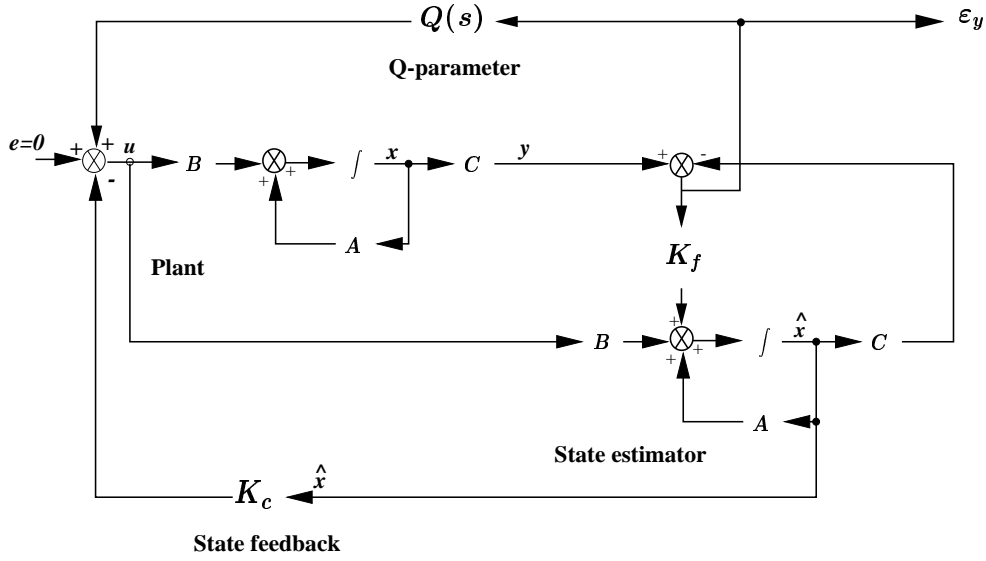 Q(s)
ε_y
Q-parameter
e=0
+
+
u
-
B
+
+
∫
x
C
y
+
-
A
Plant
K_f
+
B
+
+
∫
x̂
C
A
State estimator
K_c
x̂
State feedback